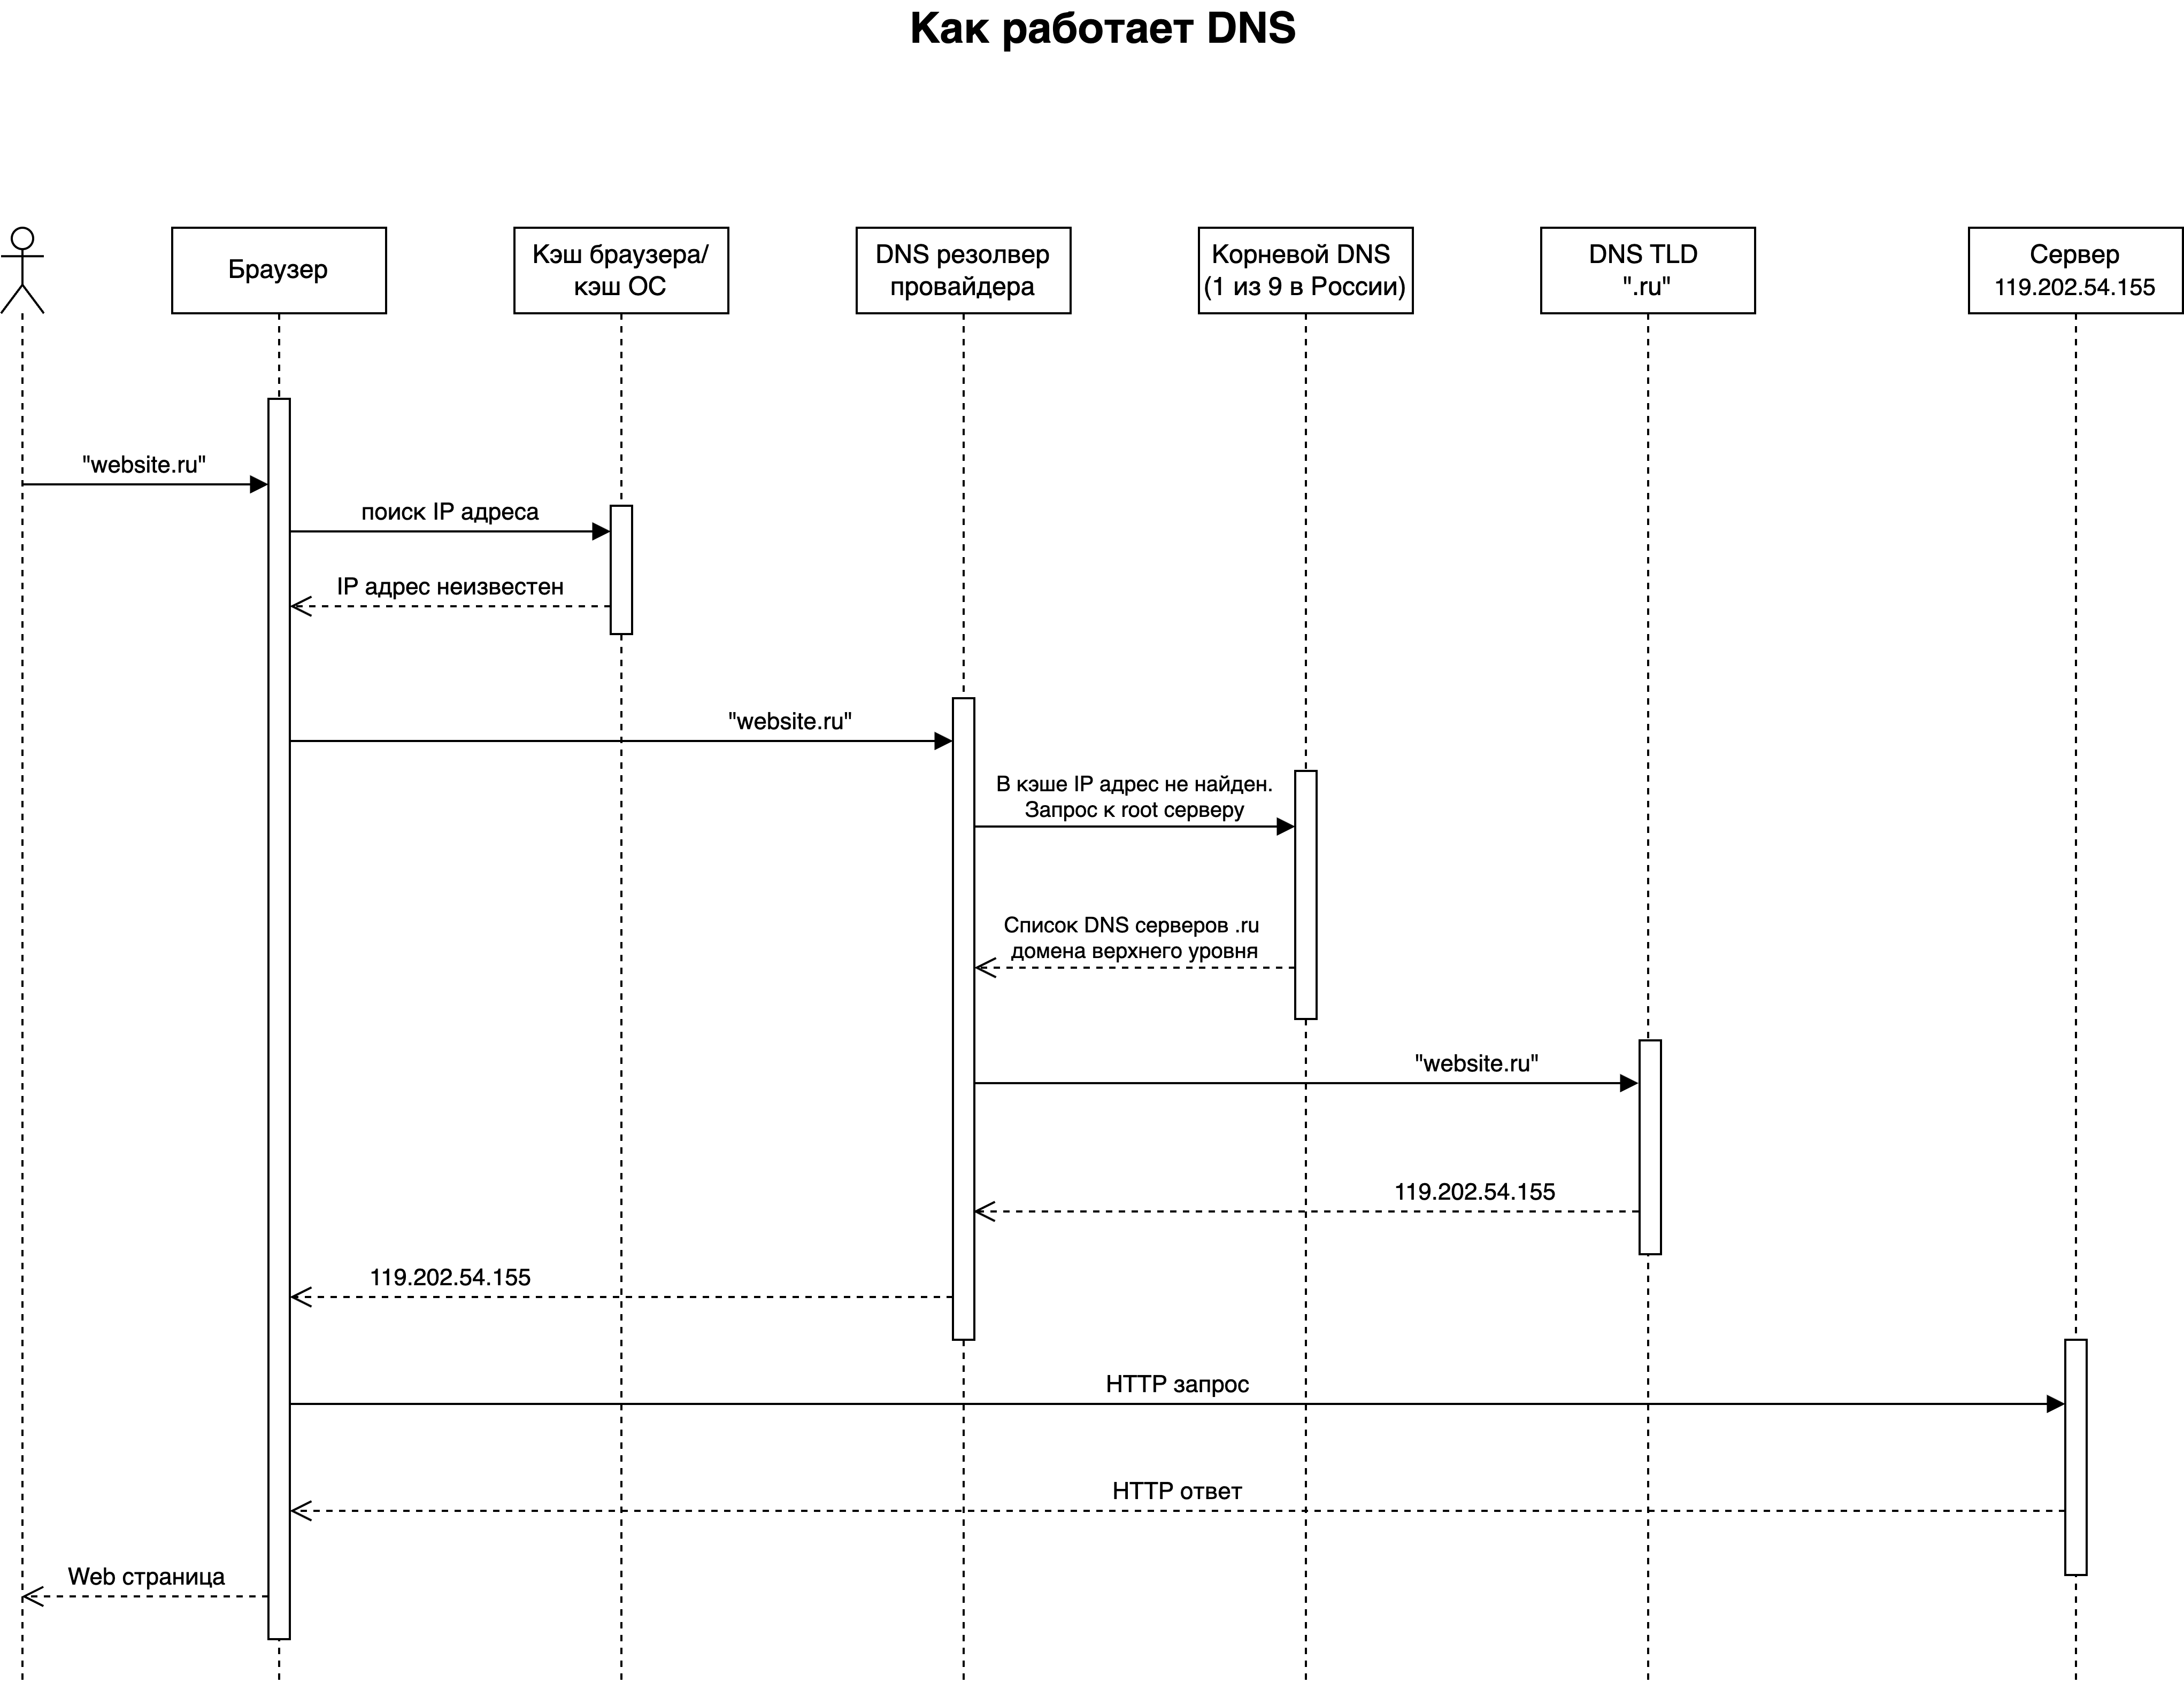 Как работает DNS
Браузер
Кэш браузера/
кэш ОС
DNS резолвер
провайдера
Корневой DNS
(1 из 9 в России)
DNS TLD
".ru"
Сервер
119.202.54.155
"website.ru"
поиск IP адреса
IP адрес неизвестен
"website.ru"
В кэше IP адрес не найден.
Запрос к root серверу
Список DNS серверов .ru
домена верхнего уровня
"website.ru"
119.202.54.155
119.202.54.155
HTTP запрос
HTTP ответ
Web страница